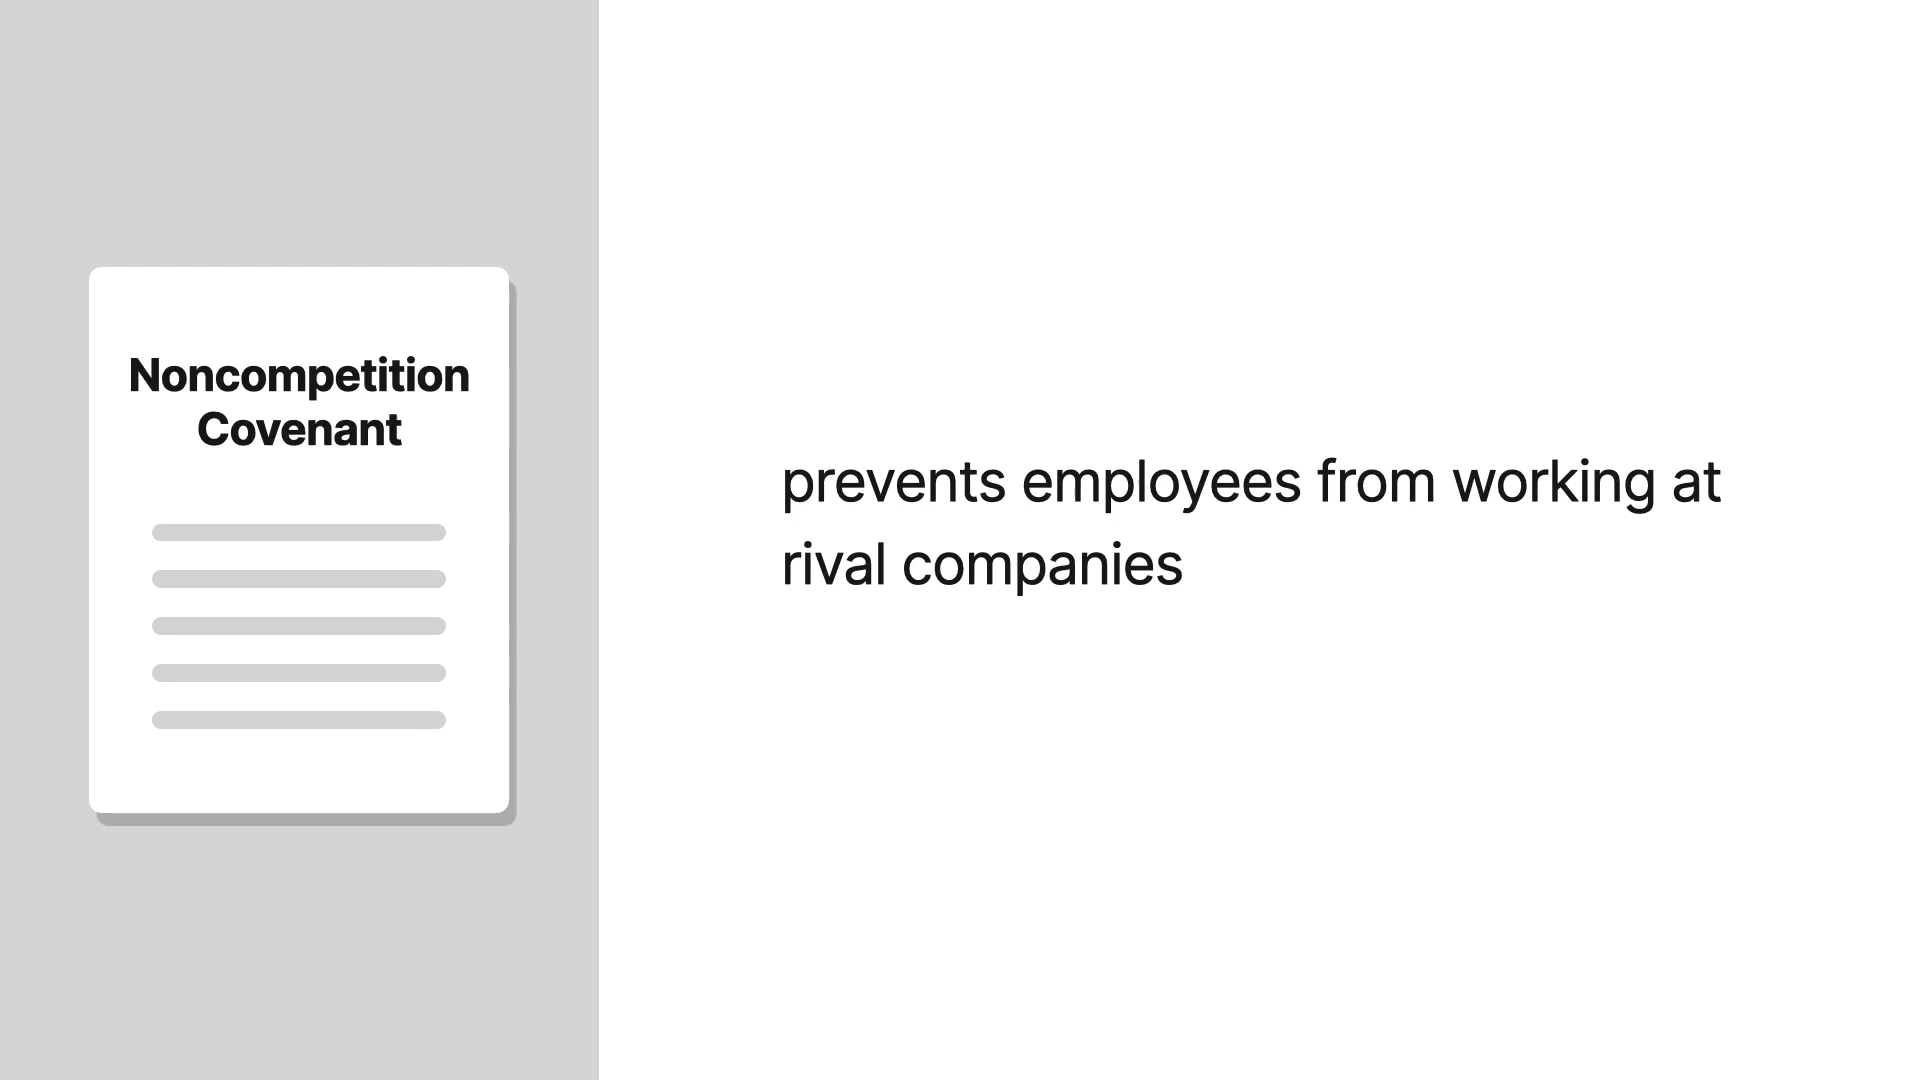 Noncompetition
Covenant
prevents employees from working at
rival companies